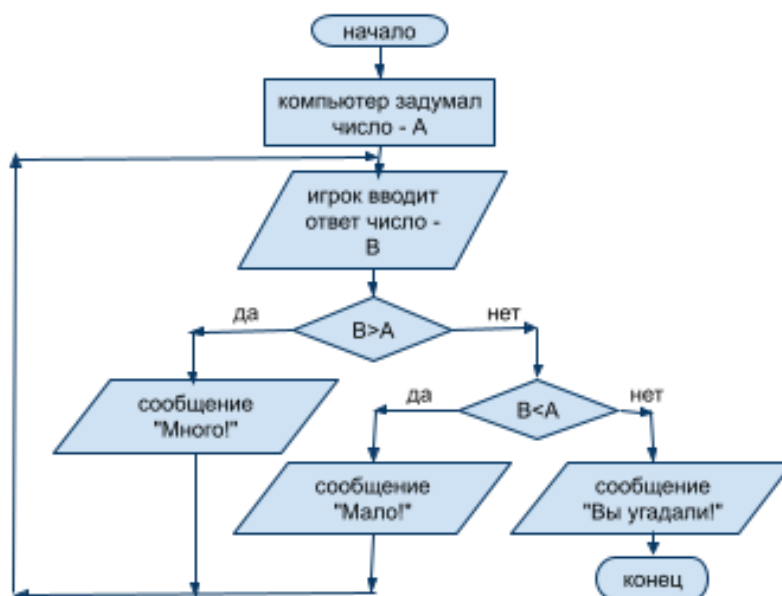 начало
компьютер задумал
число - А
игрок вводит
ответ число -
В
да
В>А
нет
сообщение
"Много!"
да
В<А
нет
сообщение
"Мало!"
сообщение
"Вы угадали!"
конец